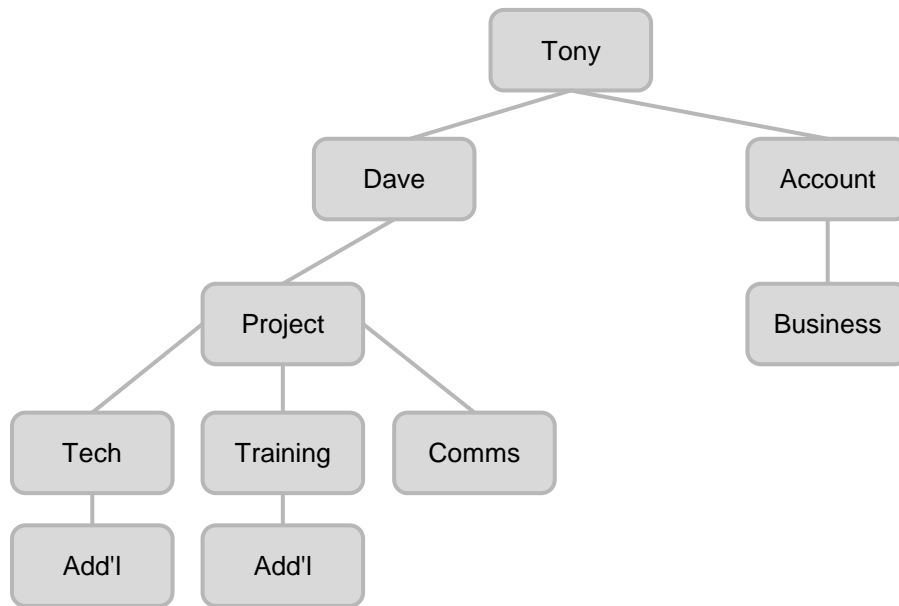 Tony
Dave
Account
Project
Business
Tech
Training
Comms
Add'l
Add'l